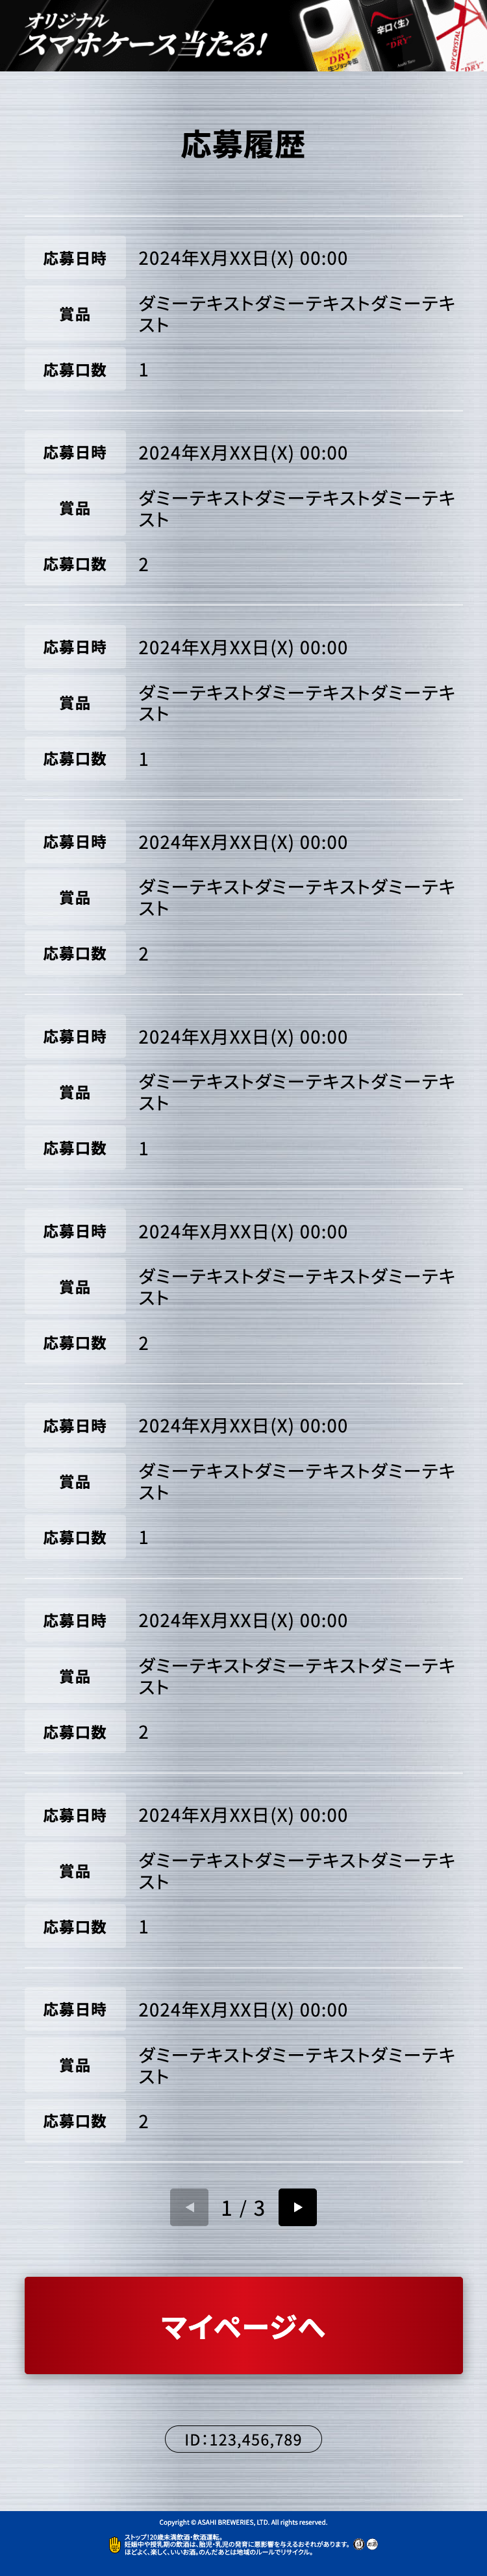 オリジナル
スマホケース当たる!
SUPER
"DRY"
生ジョッキ缶
辛口〈生〉
DRY
DRY CRYSTAL
"DRY"
応募履歴
応募日時 2024年X月XX日(X) 00:00
賞品 ダミーテキストダミーテキストダミーテキ
スト
応募口数 1
応募日時 2024年X月XX日(X) 00:00
賞品 ダミーテキストダミーテキストダミーテキ
スト
応募口数 2
応募日時 2024年X月XX日(X) 00:00
賞品 ダミーテキストダミーテキストダミーテキ
スト
応募口数 1
応募日時 2024年X月XX日(X) 00:00
賞品 ダミーテキストダミーテキストダミーテキ
スト
応募口数 2
応募日時 2024年X月XX日(X) 00:00
賞品 ダミーテキストダミーテキストダミーテキ
スト
応募口数 1
応募日時 2024年X月XX日(X) 00:00
賞品 ダミーテキストダミーテキストダミーテキ
スト
応募口数 2
応募日時 2024年X月XX日(X) 00:00
賞品 ダミーテキストダミーテキストダミーテキ
スト
応募口数 1
応募日時 2024年X月XX日(X) 00:00
賞品 ダミーテキストダミーテキストダミーテキ
スト
応募口数 2
応募日時 2024年X月XX日(X) 00:00
賞品 ダミーテキストダミーテキストダミーテキ
スト
応募口数 1
応募日時 2024年X月XX日(X) 00:00
賞品 ダミーテキストダミーテキストダミーテキ
スト
応募口数 2
◀ 1 / 3 ▶
マイページへ
ID：123,456,789
Copyright © ASAHI BREWERIES, LTD. All rights reserved.
ストップ!20歳未満飲酒・飲酒運転。
妊娠中や授乳期の飲酒は、胎児・乳児の発育に悪影響を与えるおそれがあります。
ほどよく、楽しく、いいお酒。のんだあとは地域のルールでリサイクル。